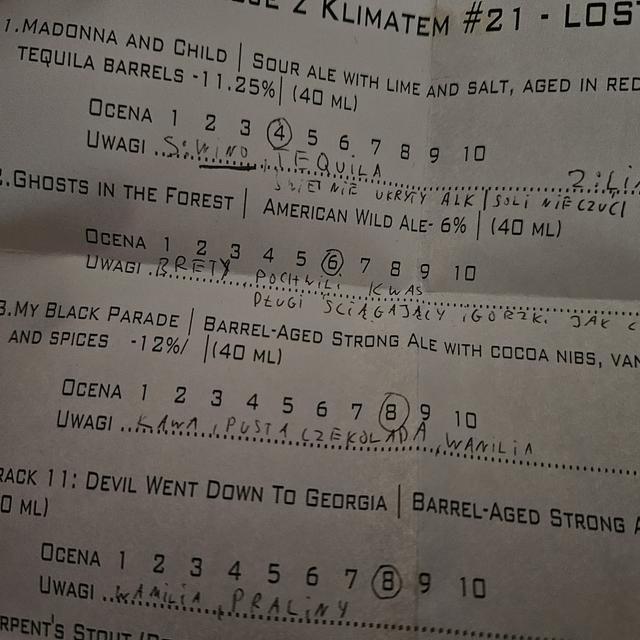 2 KLIMATEM #21 - LOS
1.MADONNA AND CHILD | SOUR ALE WITH LIME AND SALT, AGED IN RED
TEQUILA BARRELS -11.25%| (40 ML)
OCENA 1 2 3 4 5 6 7 8 9 10
UWAGI S: WINO TEQUILA
2:LI
ŚWIETNIE UKRYTY ALK | SOLI NIE CZUĆ
.GHOSTS IN THE FOREST | AMERICAN WILD ALE- 6% | (40 ML)
OCENA 1 2 3 4 5 6 7 8 9 10
UWAGI BRETY KWAS
DŁUGI ŚCIĄGAJĄCY JAK
3.MY BLACK PARADE | BARREL-AGED STRONG ALE WITH COCOA NIBS, VAN
AND SPICES -12%/ |(40 ML)
OCENA 1 2 3 4 5 6 7 8 9 10
UWAGI KAWA, PUSTA CZEKOLADA, WANILIA
RACK 11: DEVIL WENT DOWN TO GEORGIA | BARREL-AGED STRONG A
0 ML)
OCENA 1 2 3 4 5 6 7 8 9 10
UWAGI WANILIA, PRALINY
RPENT'S STOUT